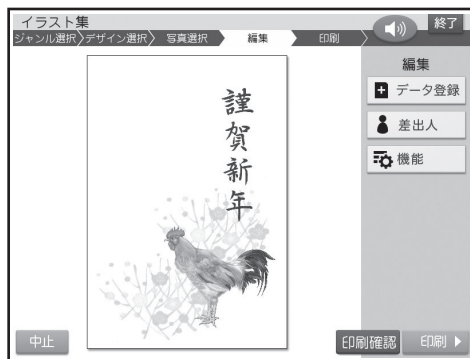 イラスト集
終了
ジャンル選択
デザイン選択
写真選択
編集
印刷
編集
データ登録
差出人
機能
謹賀新年
中止
印刷確認
印刷